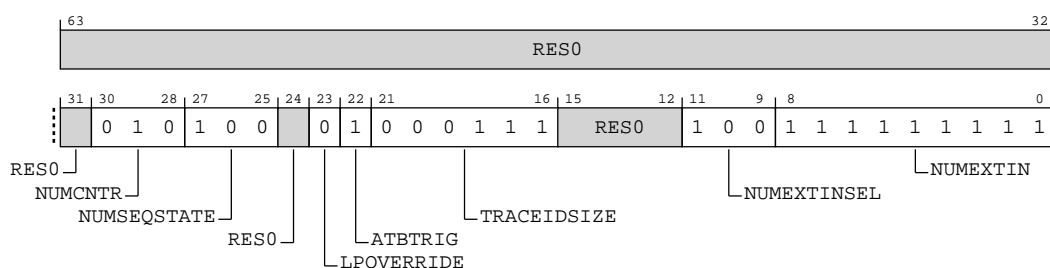 63 32
RES0
31 30 28 27 25 24 23 22 21 16 15 12 11 9 8 0
0 1 0 1 0 0 0 1 0 0 0 1 1 1 RES0 1 0 0 1 1 1 1 1 1 1 1 1
RES0 NUMEXTIN
NUMCNTR NUMEXTINSEL
NUMSEQSTATE TRACEIDSIZE
RES0 ATBTRIG
LPOVERRIDE